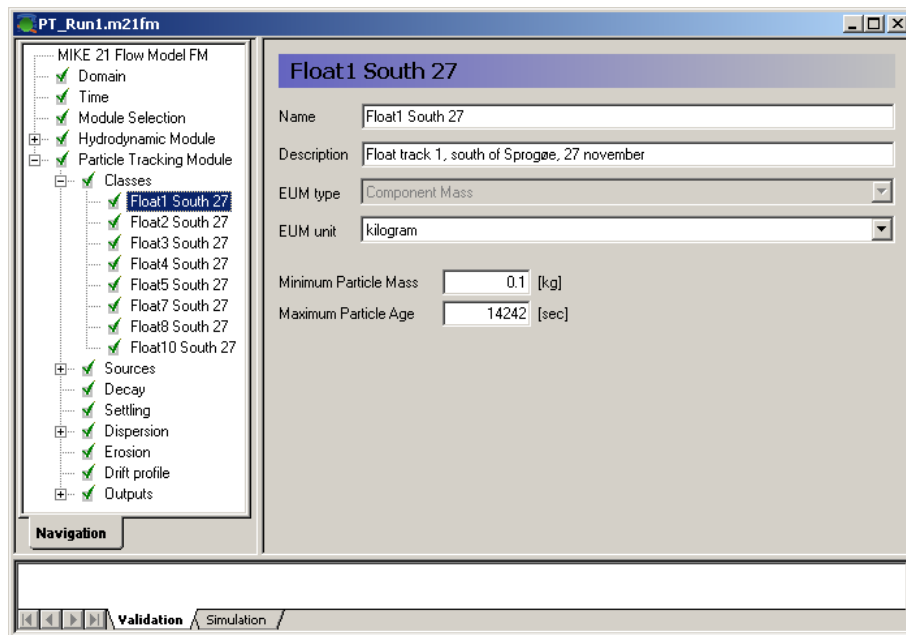 PT_Run1.m21fm
MIKE 21 Flow Model FM
Domain
Time
Module Selection
Hydrodynamic Module
Particle Tracking Module
Classes
Float1 South 27
Float2 South 27
Float3 South 27
Float4 South 27
Float5 South 27
Float7 South 27
Float8 South 27
Float10 South 27
Sources
Decay
Settling
Dispersion
Erosion
Drift profile
Outputs
Navigation
Float1 South 27
Name Float1 South 27
Description Float track 1, south of Sprogøe, 27 november
EUM type Component Mass
EUM unit kilogram
Minimum Particle Mass 0.1 [kg]
Maximum Particle Age 14242 [sec]
Validation Simulation